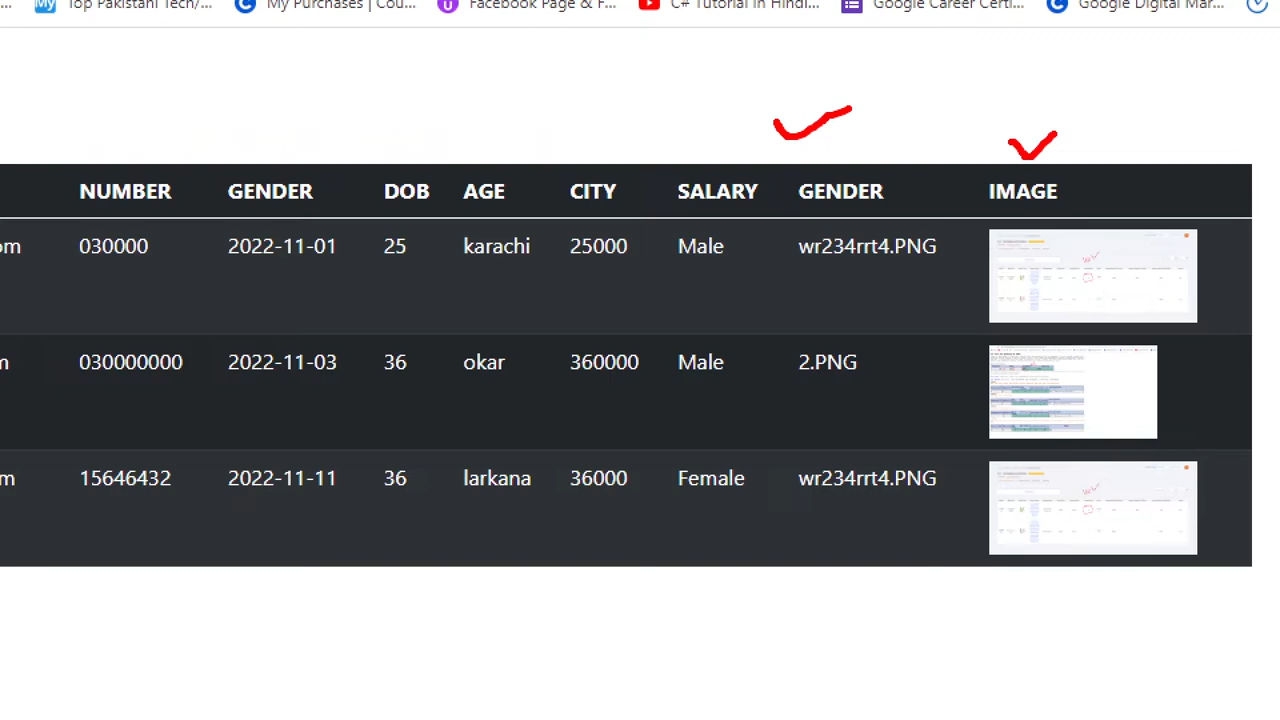 My Top Pakistani Tech/... My Purchases | Cou... Facebook Page & F... C# Tutorial in Hindi... Google Career Certi... Google Digital Mar...
NUMBER GENDER DOB AGE CITY SALARY GENDER IMAGE
om 030000 2022-11-01 25 karachi 25000 Male wr234rrt4.PNG
m 030000000 2022-11-03 36 okar 360000 Male 2.PNG
m 15646432 2022-11-11 36 larkana 36000 Female wr234rrt4.PNG